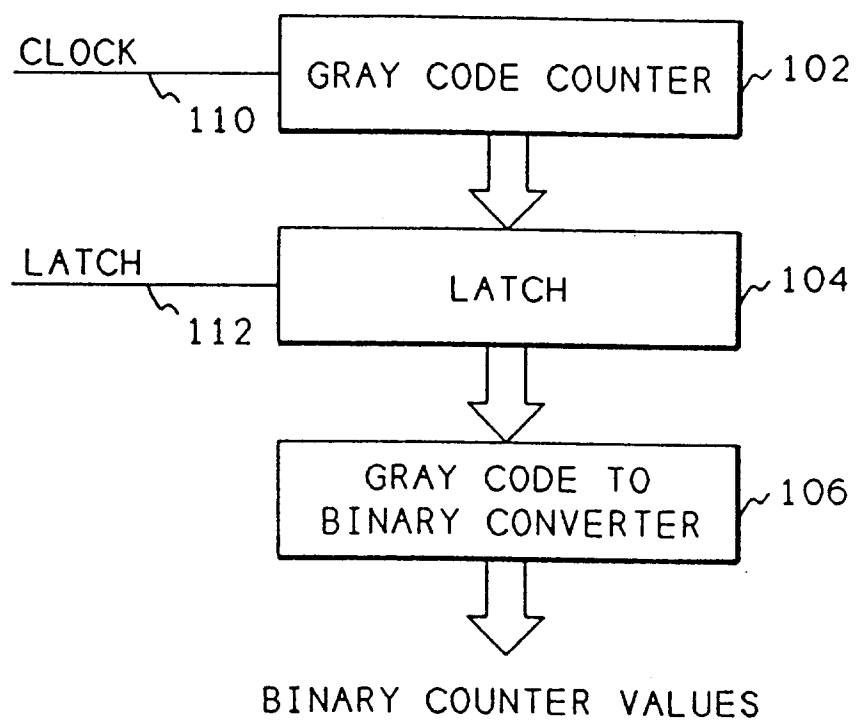 CLOCK
110
GRAY CODE COUNTER
102
LATCH
112
LATCH
104
GRAY CODE TO
BINARY CONVERTER
106
BINARY COUNTER VALUES